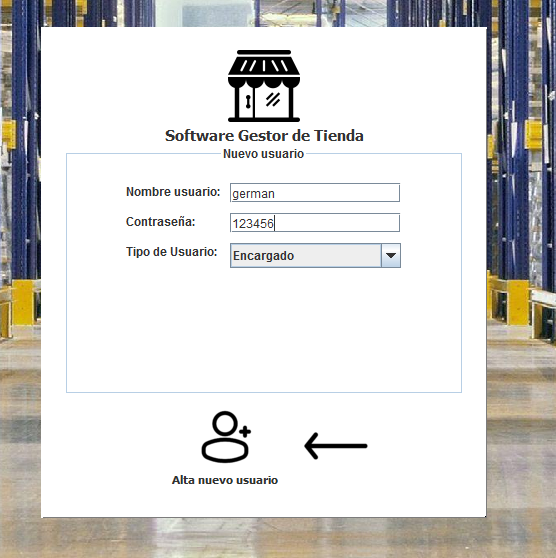 Software Gestor de Tienda
Nuevo usuario
Nombre usuario: german
Contraseña: 123456
Tipo de Usuario: Encargado
Alta nuevo usuario